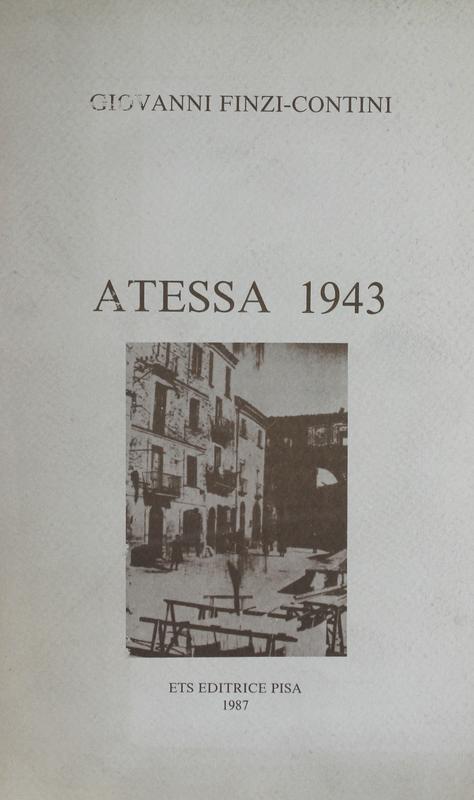 GIOVANNI FINZI-CONTINI
ATESSA 1943
ETS EDITRICE PISA
1987